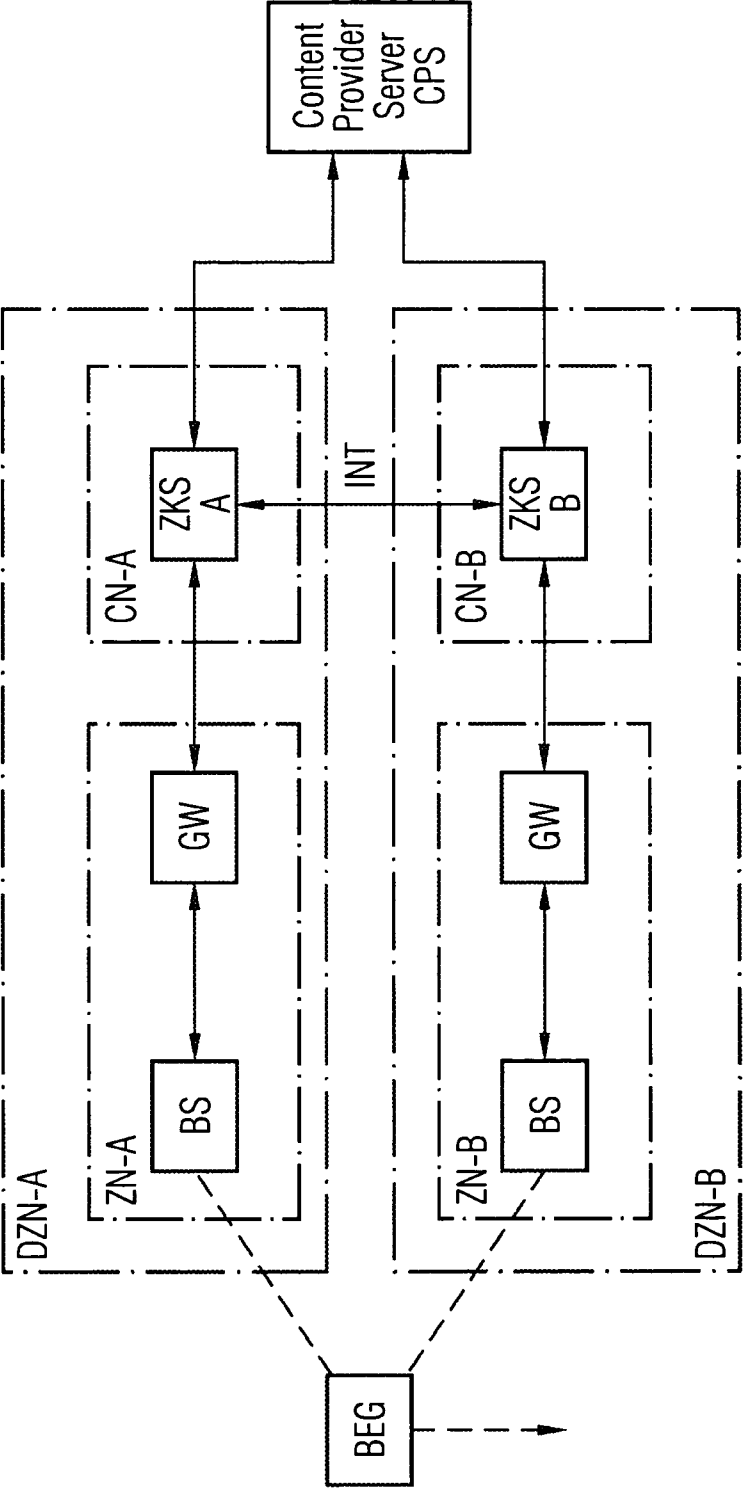 DZN-A
ZN-A
BS
GW
CN-A
ZKS
A
INT
Content
Provider
Server
CPS
BEG
ZN-B
BS
GW
CN-B
ZKS
B
DZN-B